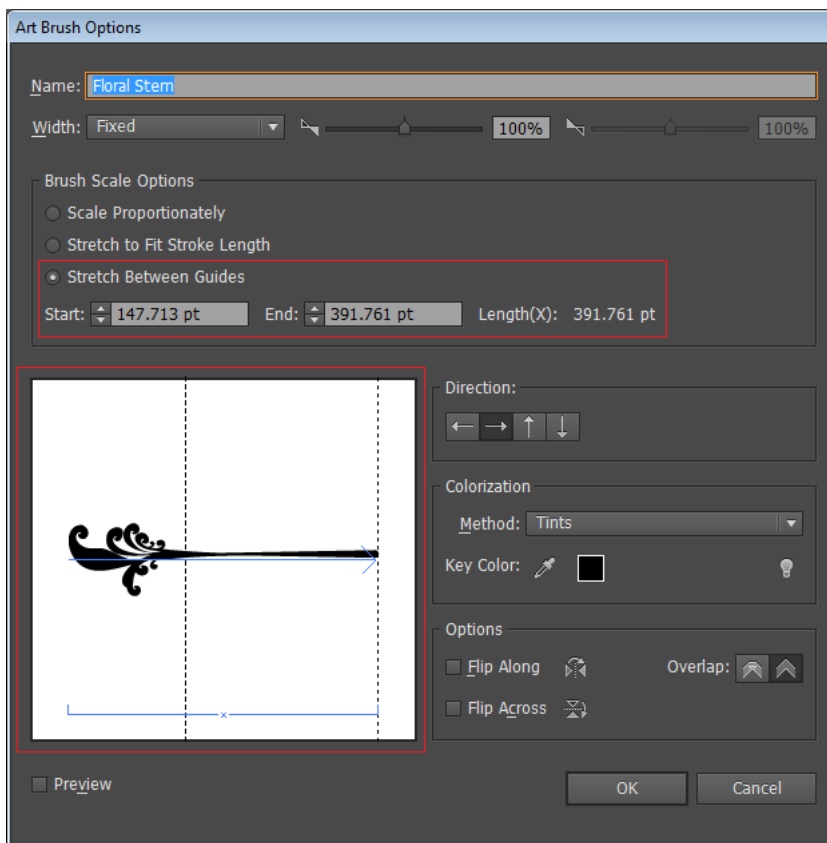 Art Brush Options
Name: Floral Stem
Width: Fixed 100% 100%
Brush Scale Options
Scale Proportionately
Stretch to Fit Stroke Length
Stretch Between Guides
Start: 147.713 pt End: 391.761 pt Length(X): 391.761 pt
Direction:
Colorization
Method: Tints
Key Color:
Options
Flip Along Overlap:
Flip Across
x
Preview
OK Cancel